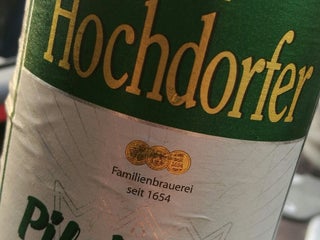 Hochdorfer
Familienbrauerei
seit 1654